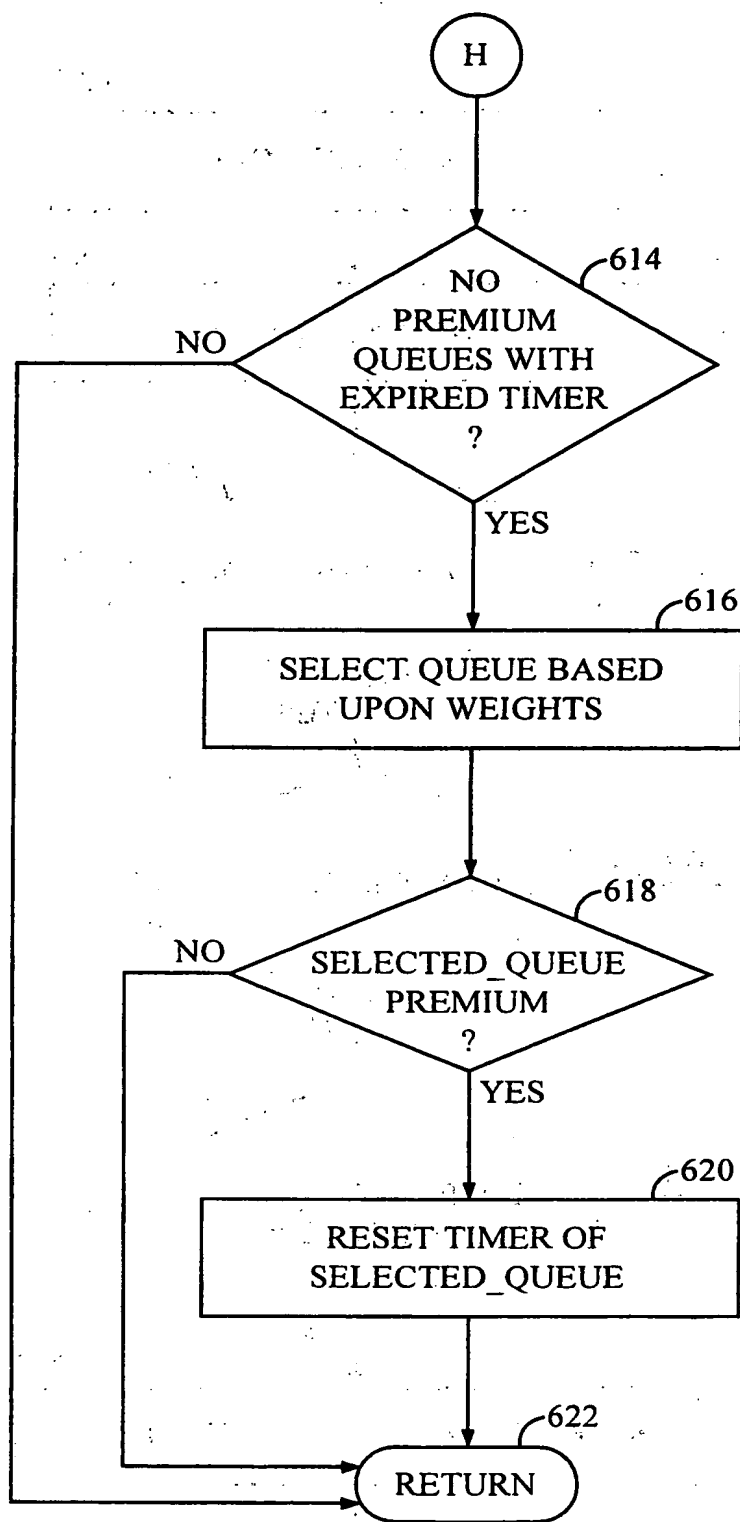 H
614
NO
PREMIUM
QUEUES WITH
EXPIRED TIMER
?
NO
YES
616
SELECT QUEUE BASED
UPON WEIGHTS
618
NO
SELECTED_QUEUE
PREMIUM
?
YES
620
RESET TIMER OF
SELECTED_QUEUE
622
RETURN